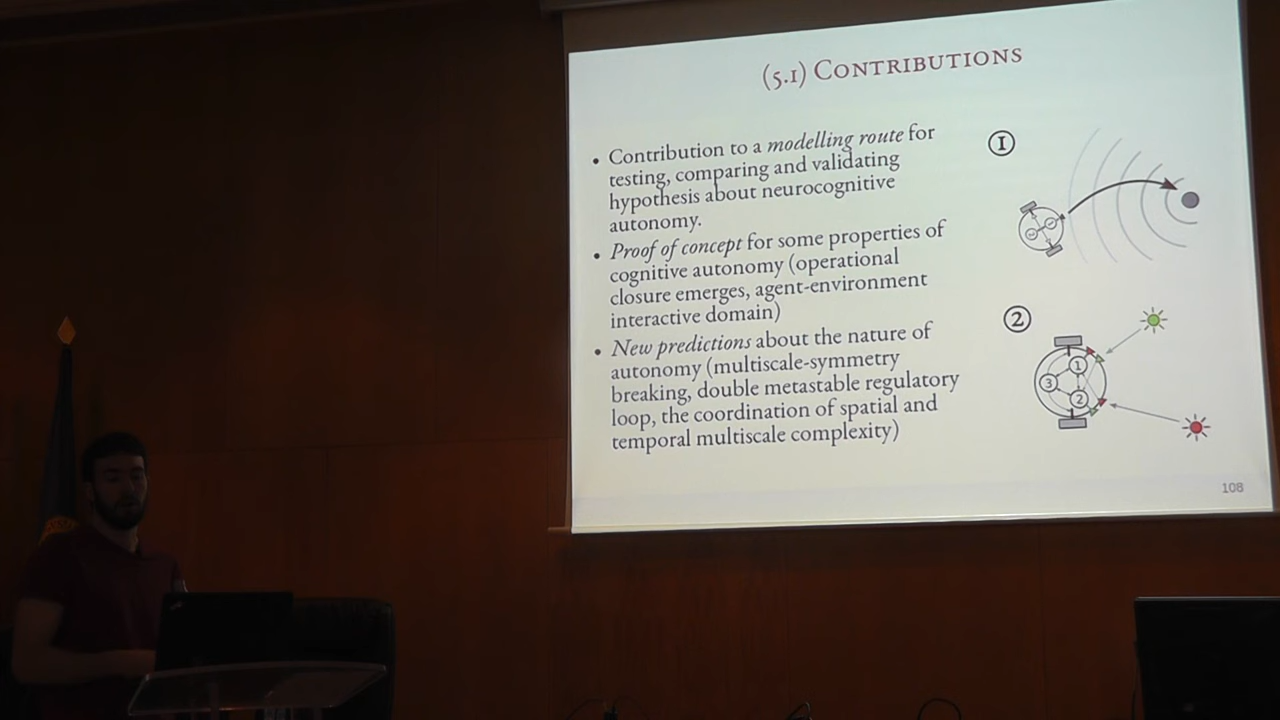 (5.1) Contributions
• Contribution to a modelling route for
testing, comparing and validating
hypothesis about neurocognitive
autonomy.
• Proof of concept for some properties of
cognitive autonomy (operational
closure emerges, agent-environment
interactive domain)
• New predictions about the nature of
autonomy (multiscale-symmetry
breaking, double metastable regulatory
loop, the coordination of spatial and
temporal multiscale complexity)
1
2
1
3
2
108